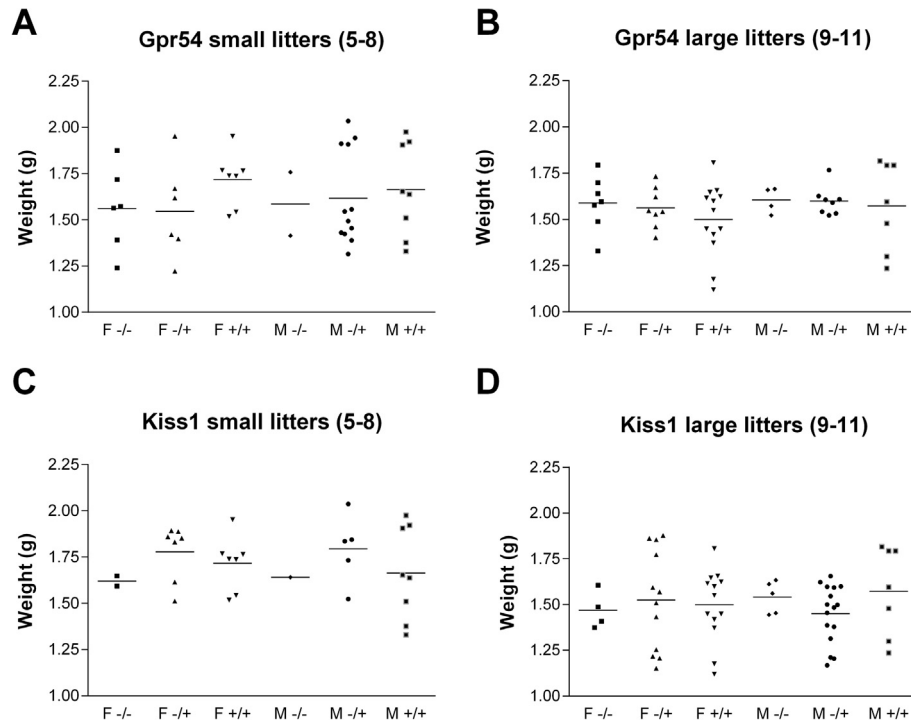 A
Gpr54 small litters (5-8)
Weight (g)
2.25
2.00
1.75
1.50
1.25
1.00
F -/-
F -/+
F +/+
M -/-
M -/+
M +/+
B
Gpr54 large litters (9-11)
Weight (g)
2.25
2.00
1.75
1.50
1.25
1.00
F -/-
F -/+
F +/+
M -/-
M -/+
M +/+
C
Kiss1 small litters (5-8)
Weight (g)
2.25
2.00
1.75
1.50
1.25
1.00
F -/-
F -/+
F +/+
M -/-
M -/+
M +/+
D
Kiss1 large litters (9-11)
Weight (g)
2.25
2.00
1.75
1.50
1.25
1.00
F -/-
F -/+
F +/+
M -/-
M -/+
M +/+